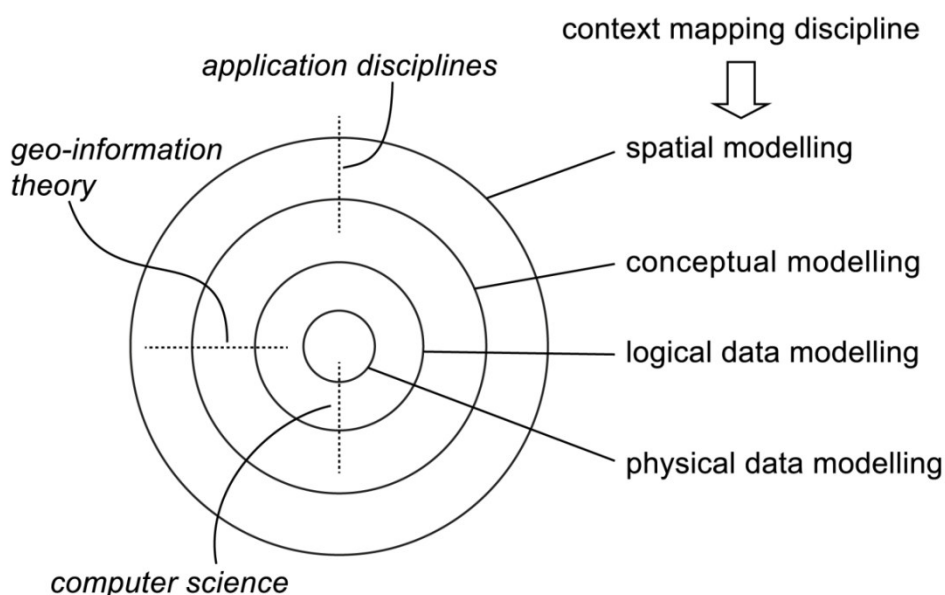 context mapping discipline
application disciplines
geo-information
theory
spatial modelling
conceptual modelling
logical data modelling
physical data modelling
computer science